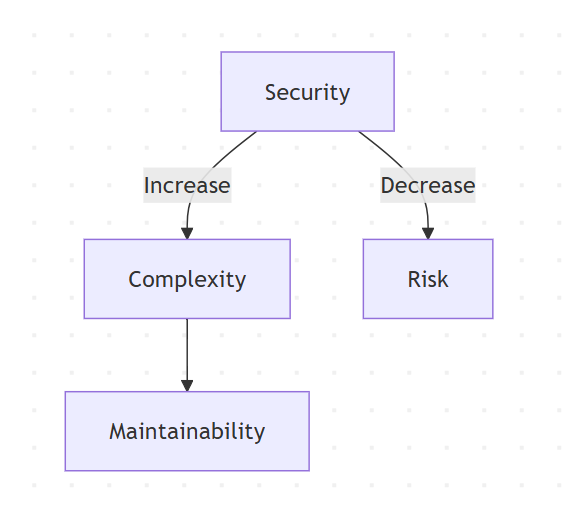 Security
Increase
Decrease
Complexity
Risk
Maintainability